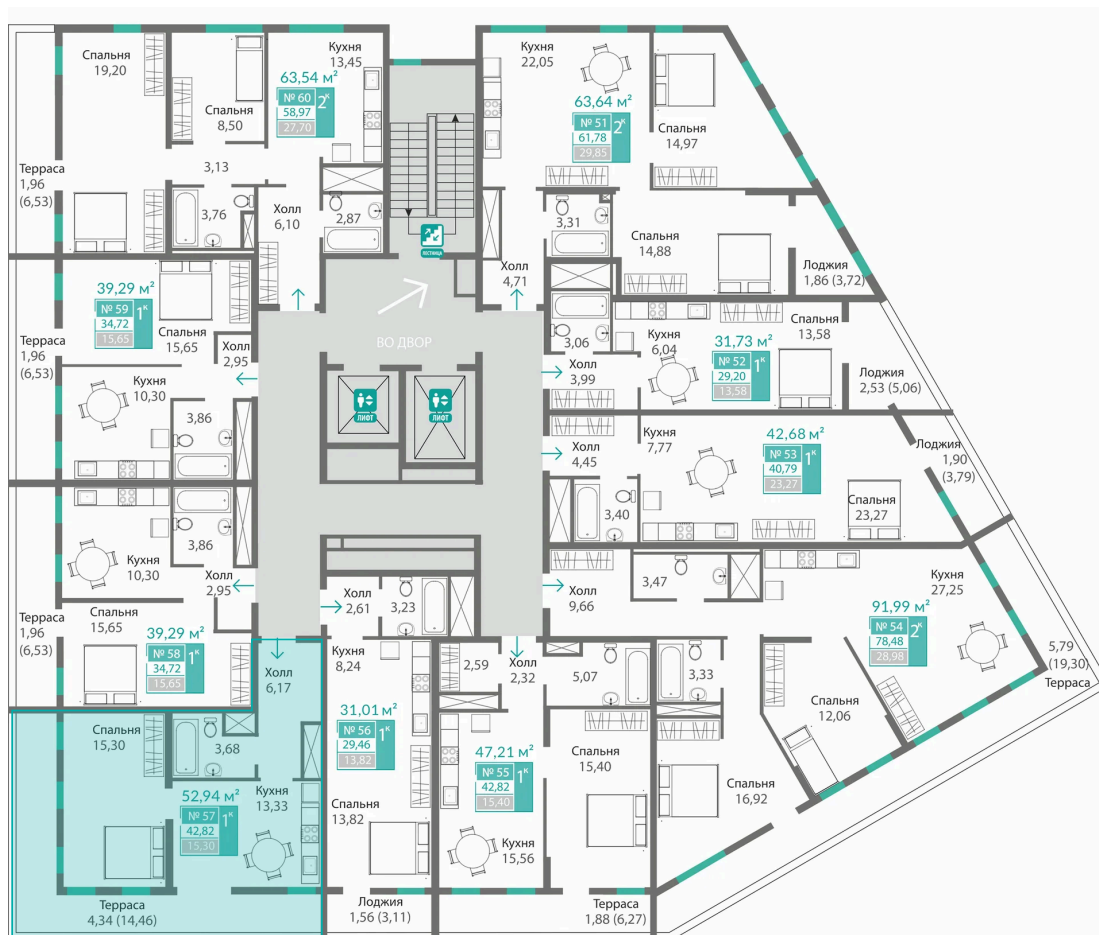 Спальня
19,20
Спальня
8,50
Кухня
13,45
63,54 м²
№ 60
58,97
27,70
2к
3,13
Терраса
1,96
(6,53)
3,76
Холл
6,10
2,87
ЛЕСТНИЦА
Кухня
22,05
63,64 м²
№ 51
61,78
29,85
2к
Спальня
14,97
3,31
Спальня
14,88
Холл
4,71
Лоджия
1,86 (3,72)
39,29 м²
№ 59
34,72
15,65
1к
Спальня
15,65
Терраса
1,96
(6,53)
Холл
2,95
Кухня
10,30
3,86
ВО ДВОР
ЛИФТ
ЛИФТ
3,06
Холл
3,99
Кухня
6,04
31,73 м²
№ 52
29,20
13,58
1к
Спальня
13,58
Лоджия
2,53 (5,06)
Холл
4,45
Кухня
7,77
42,68 м²
№ 53
40,79
23,27
1к
Лоджия
1,90
(3,79)
3,40
Спальня
23,27
3,86
Кухня
10,30
Холл
2,95
Спальня
15,65
Терраса
1,96
(6,53)
39,29 м²
№ 58
34,72
15,65
1к
Холл
2,61
3,23
Холл
9,66
3,47
Кухня
27,25
91,99 м²
№ 54
78,48
28,98
2к
5,79
(19,30)
Терраса
Холл
6,17
Кухня
8,24
2,59
Холл
2,32
5,07
3,33
12,06
Спальня
31,01 м²
№ 56
29,46
13,82
1к
Спальня
13,82
47,21 м²
№ 55
42,82
15,40
1к
Спальня
15,40
Кухня
15,56
Спальня
16,92
Спальня
15,30
3,68
52,94 м²
№ 57
42,82
15,30
1к
Кухня
13,33
Терраса
4,34 (14,46)
Лоджия
1,56 (3,11)
Терраса
1,88 (6,27)